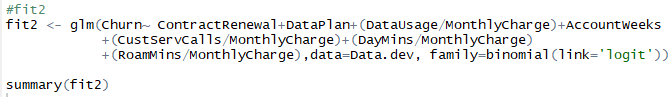 #fit2
fit2 <- glm(Churn~ ContractRenewal+DataPlan+(DataUsage/MonthlyCharge)+AccountWeeks
+(CustServCalls/MonthlyCharge)+(DayMins/MonthlyCharge)
+(RoamMins/MonthlyCharge),data=Data.dev, family=binomial(link='logit'))
summary(fit2)